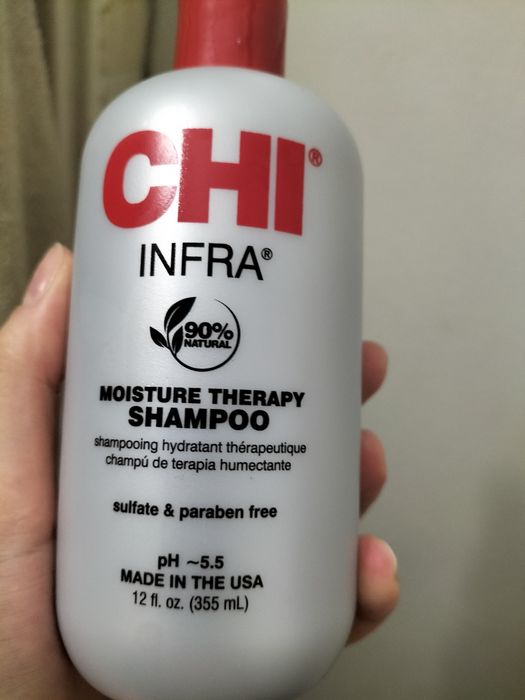 CHI®
INFRA®
90%
NATURAL
MOISTURE THERAPY
SHAMPOO
shampooing hydratant thérapeutique
champú de terapia humectante
sulfate & paraben free
pH ~5.5
MADE IN THE USA
12 fl. oz. (355 mL)